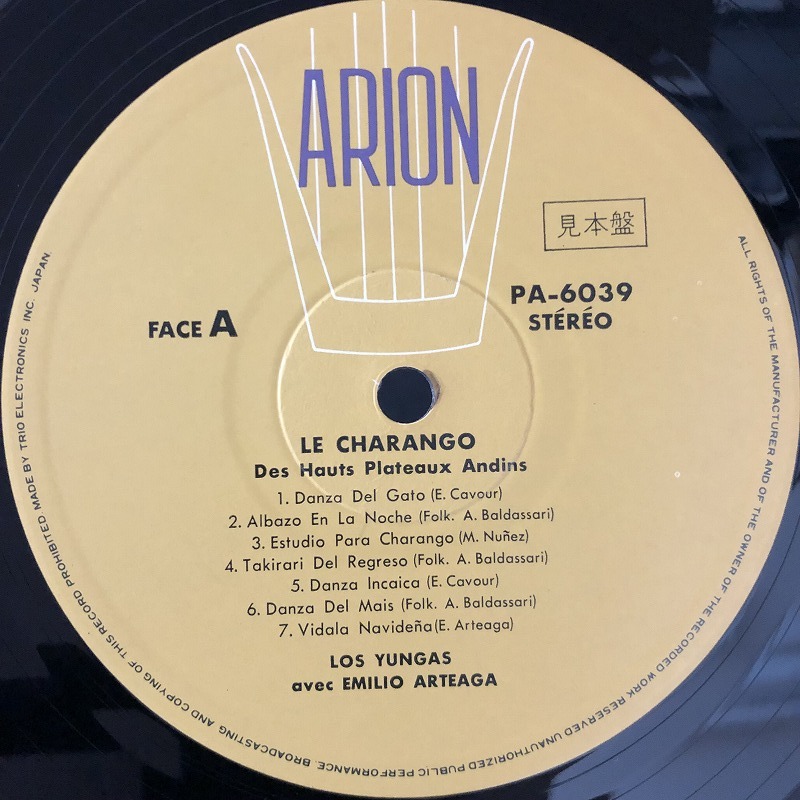 ARION
見本盤
PA-6039
STÉRÉO
FACE A
LE CHARANGO
Des Hauts Plateaux Andins
1. Danza Del Gato (E. Cavour)
2. Albazo En La Noche (Folk. A. Baldassari)
3. Estudio Para Charango (M. Nuñez)
4. Takirari Del Regreso (Folk. A. Baldassari)
5. Danza Incaica (E. Cavour)
6. Danza Del Mais (Folk. A. Baldassari)
7. Vidala Navideña (E. Arteaga)
LOS YUNGAS
avec EMILIO ARTEAGA
ALL RIGHTS OF THE MANUFACTURER AND OF THE OWNER OF THE RECORDED WORK RESERVED UNAUTHORIZED PUBLIC PERFORMANCE, BROADCASTING AND COPYING OF THIS RECORD PROHIBITED MADE BY TRIO ELECTRONICS INC. JAPAN.